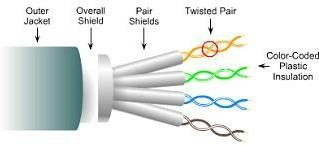 Outer
Jacket
Overall
Shield
Pair
Shields
Twisted Pair
Color-Coded
Plastic
Insulation